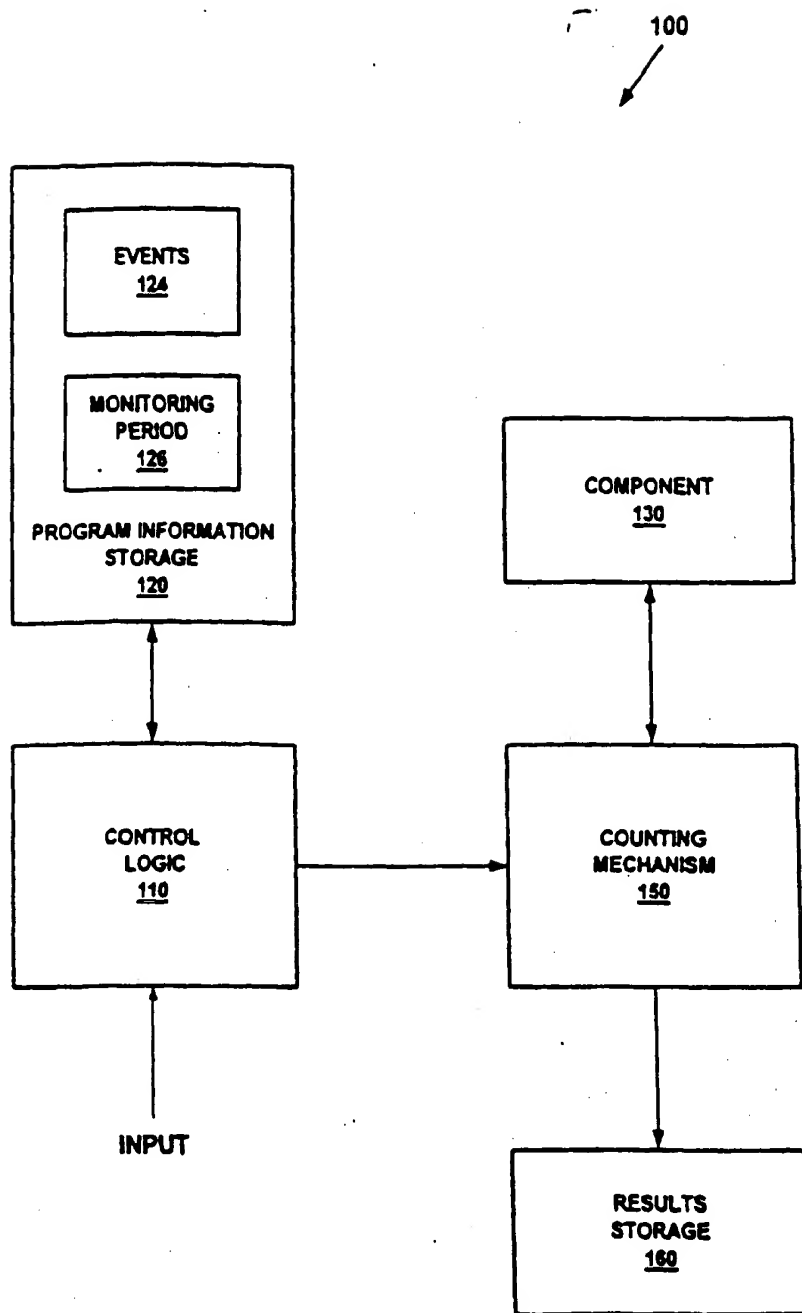 100
EVENTS
124
MONITORING
PERIOD
126
PROGRAM INFORMATION
STORAGE
120
COMPONENT
130
CONTROL
LOGIC
110
COUNTING
MECHANISM
150
INPUT
RESULTS
STORAGE
160